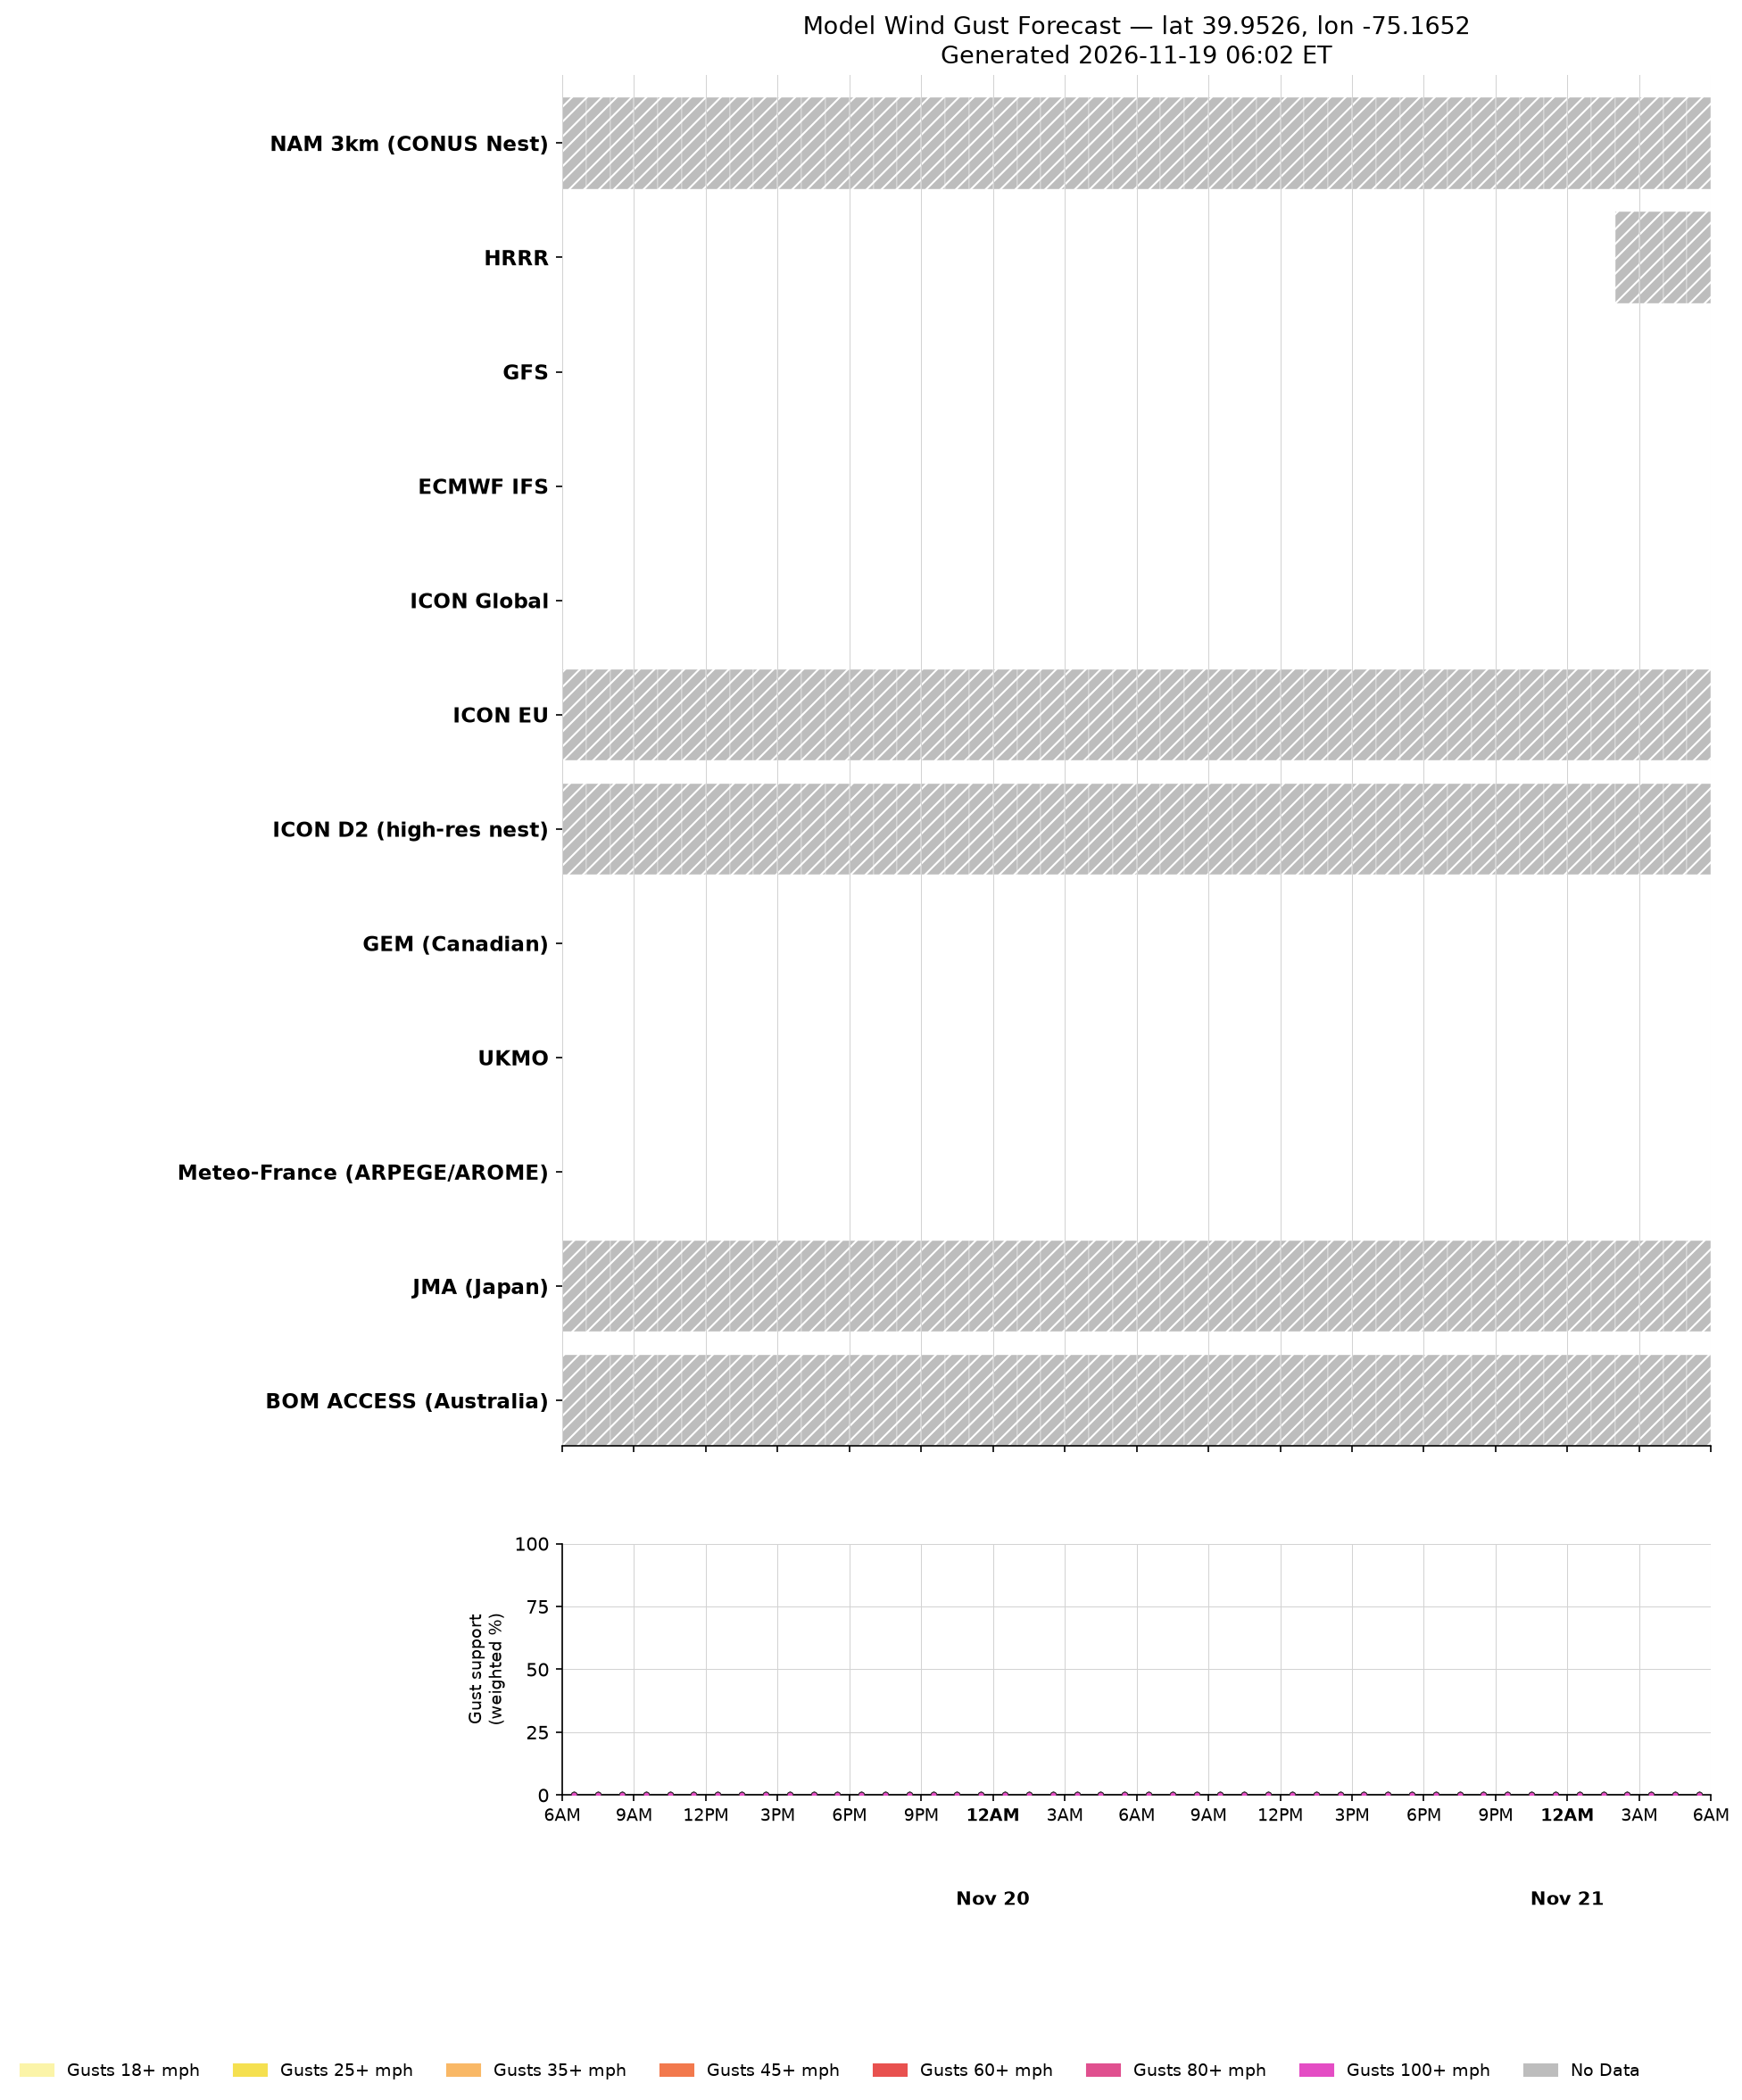 Model Wind Gust Forecast — lat 39.9526, lon -75.1652
Generated 2026-11-19 06:02 ET
NAM 3km (CONUS Nest)
HRRR
GFS
ECMWF IFS
ICON Global
ICON EU
ICON D2 (high-res nest)
GEM (Canadian)
UKMO
Meteo-France (ARPEGE/AROME)
JMA (Japan)
BOM ACCESS (Australia)
Gust support
(weighted %)
100
75
50
25
0
6AM 9AM 12PM 3PM 6PM 9PM 12AM 3AM 6AM 9AM 12PM 3PM 6PM 9PM 12AM 3AM 6AM
Nov 20 Nov 21
Gusts 18+ mph Gusts 25+ mph Gusts 35+ mph Gusts 45+ mph Gusts 60+ mph Gusts 80+ mph Gusts 100+ mph No Data